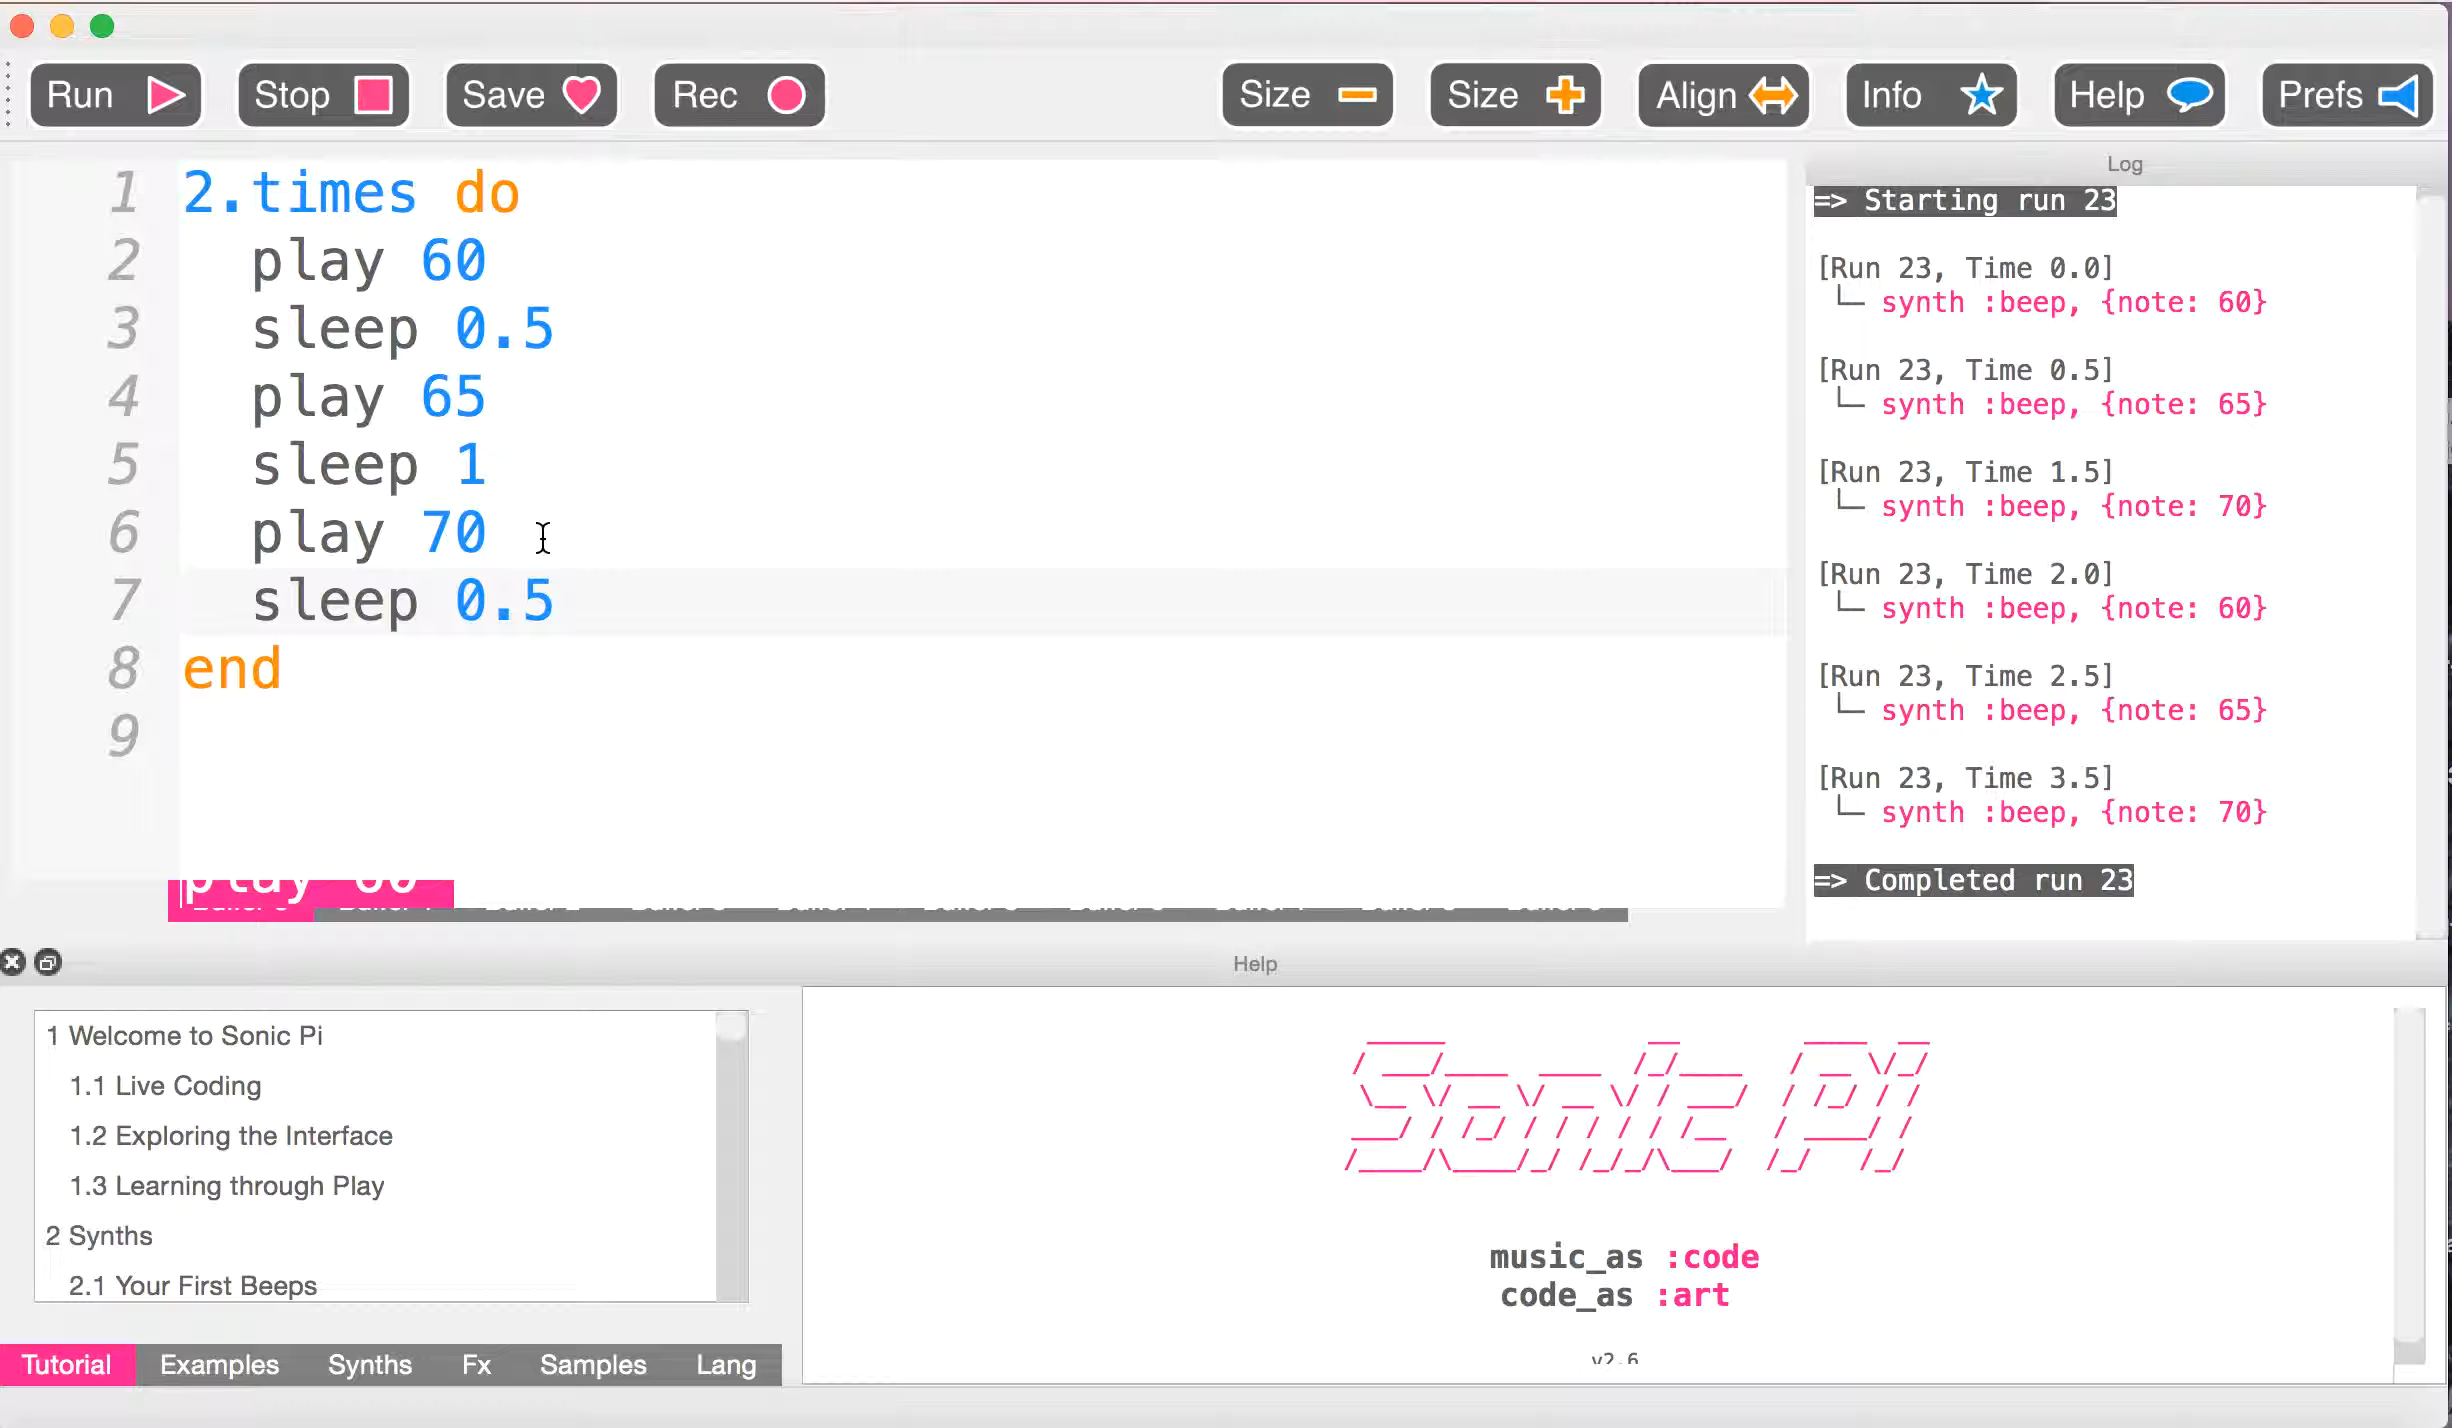 Run Stop Save Rec Size Size Align Info Help Prefs
1 2.times do
2 play 60
3 sleep 0.5
4 play 65
5 sleep 1
6 play 70
7 sleep 0.5
8 end
9
play 60
Log
=> Starting run 23
[Run 23, Time 0.0]
└─ synth :beep, {note: 60}
[Run 23, Time 0.5]
└─ synth :beep, {note: 65}
[Run 23, Time 1.5]
└─ synth :beep, {note: 70}
[Run 23, Time 2.0]
└─ synth :beep, {note: 60}
[Run 23, Time 2.5]
└─ synth :beep, {note: 65}
[Run 23, Time 3.5]
└─ synth :beep, {note: 70}
=> Completed run 23
Help
1 Welcome to Sonic Pi
1.1 Live Coding
1.2 Exploring the Interface
1.3 Learning through Play
2 Synths
2.1 Your First Beeps
Tutorial Examples Synths Fx Samples Lang
Sonic Pi
music_as :code
code_as :art
v2.6